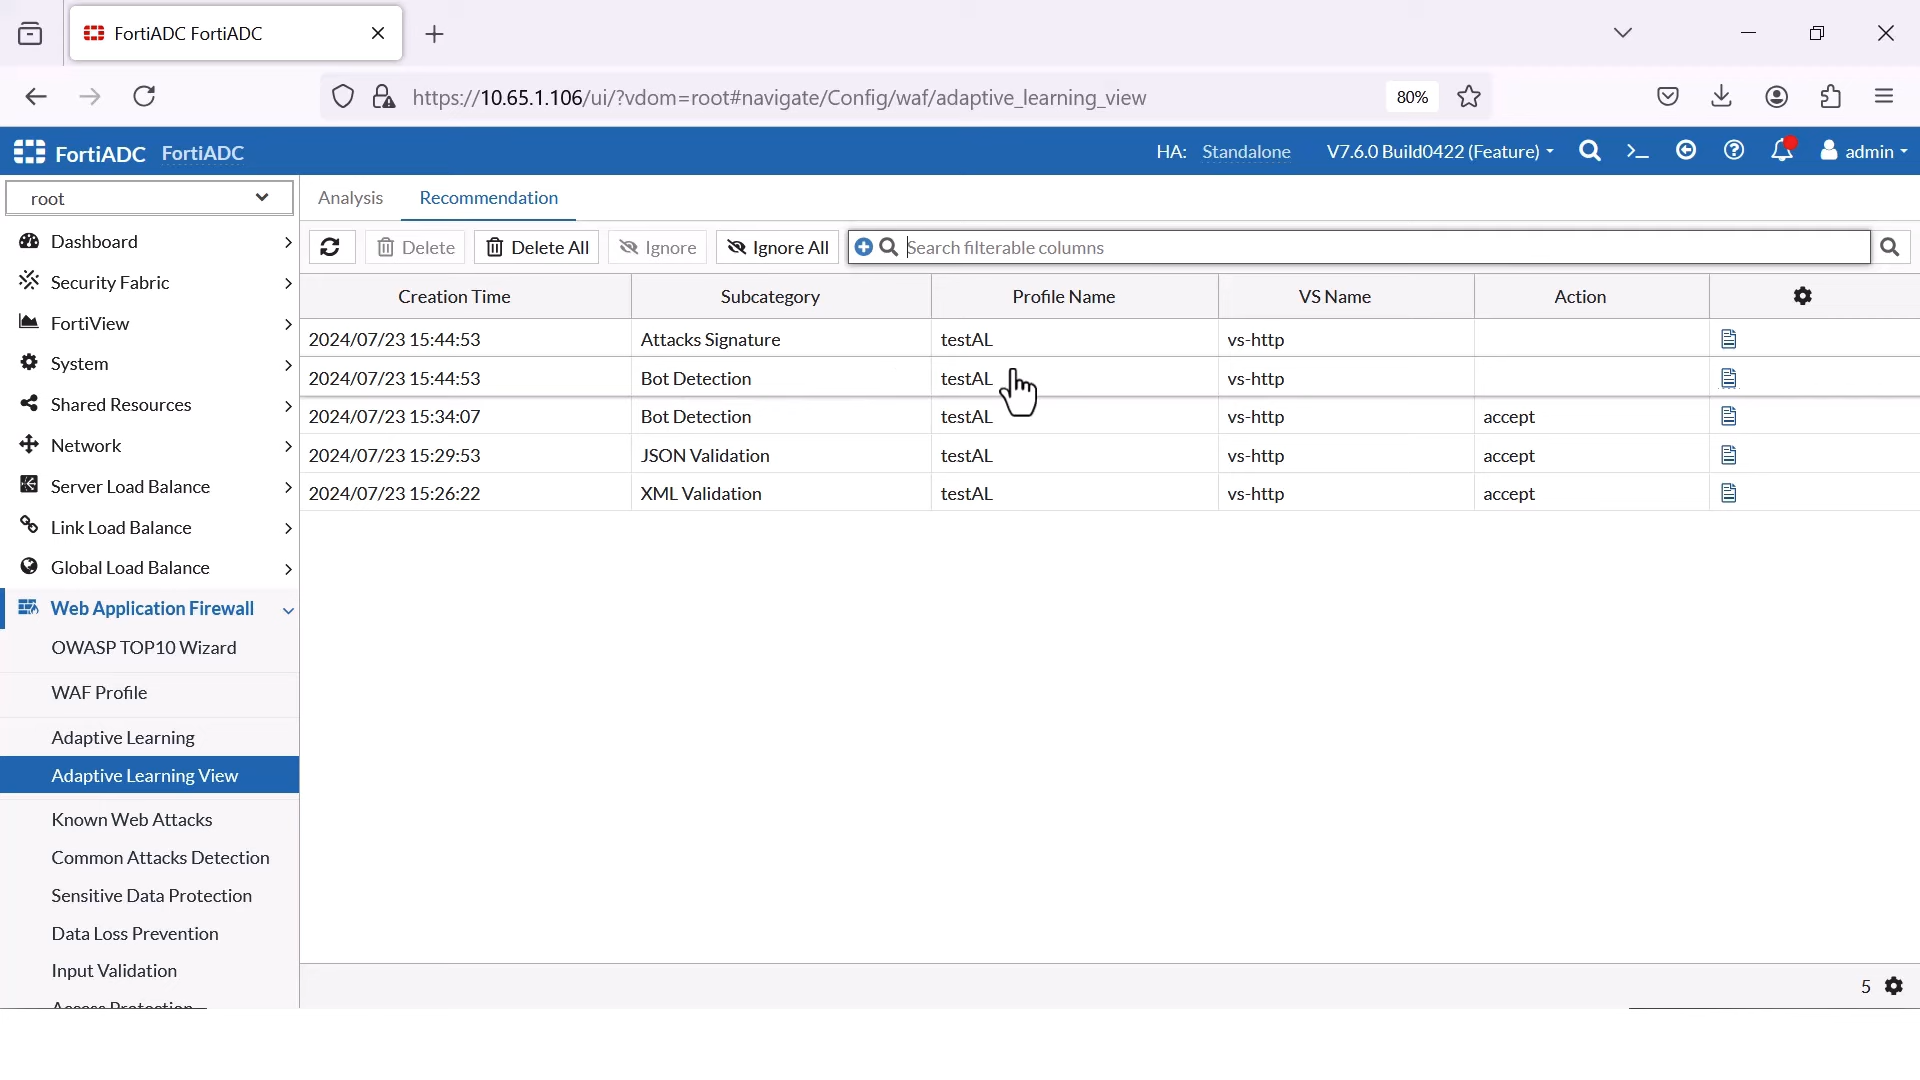 FortiADC FortiADC
https://10.65.1.106/ui/?vdom=root#navigate/Config/waf/adaptive_learning_view
80%
FortiADC FortiADC
HA: Standalone V7.6.0 Build0422 (Feature) admin
root
Dashboard
Security Fabric
FortiView
System
Shared Resources
Network
Server Load Balance
Link Load Balance
Global Load Balance
Web Application Firewall
OWASP TOP10 Wizard
WAF Profile
Adaptive Learning
Adaptive Learning View
Known Web Attacks
Common Attacks Detection
Sensitive Data Protection
Data Loss Prevention
Input Validation
Access Protection
Analysis Recommendation
Delete Delete All Ignore Ignore All Search filterable columns
Creation Time Subcategory Profile Name VS Name Action
2024/07/23 15:44:53 Attacks Signature testAL vs-http
2024/07/23 15:44:53 Bot Detection testAL vs-http
2024/07/23 15:34:07 Bot Detection testAL vs-http accept
2024/07/23 15:29:53 JSON Validation testAL vs-http accept
2024/07/23 15:26:22 XML Validation testAL vs-http accept
5